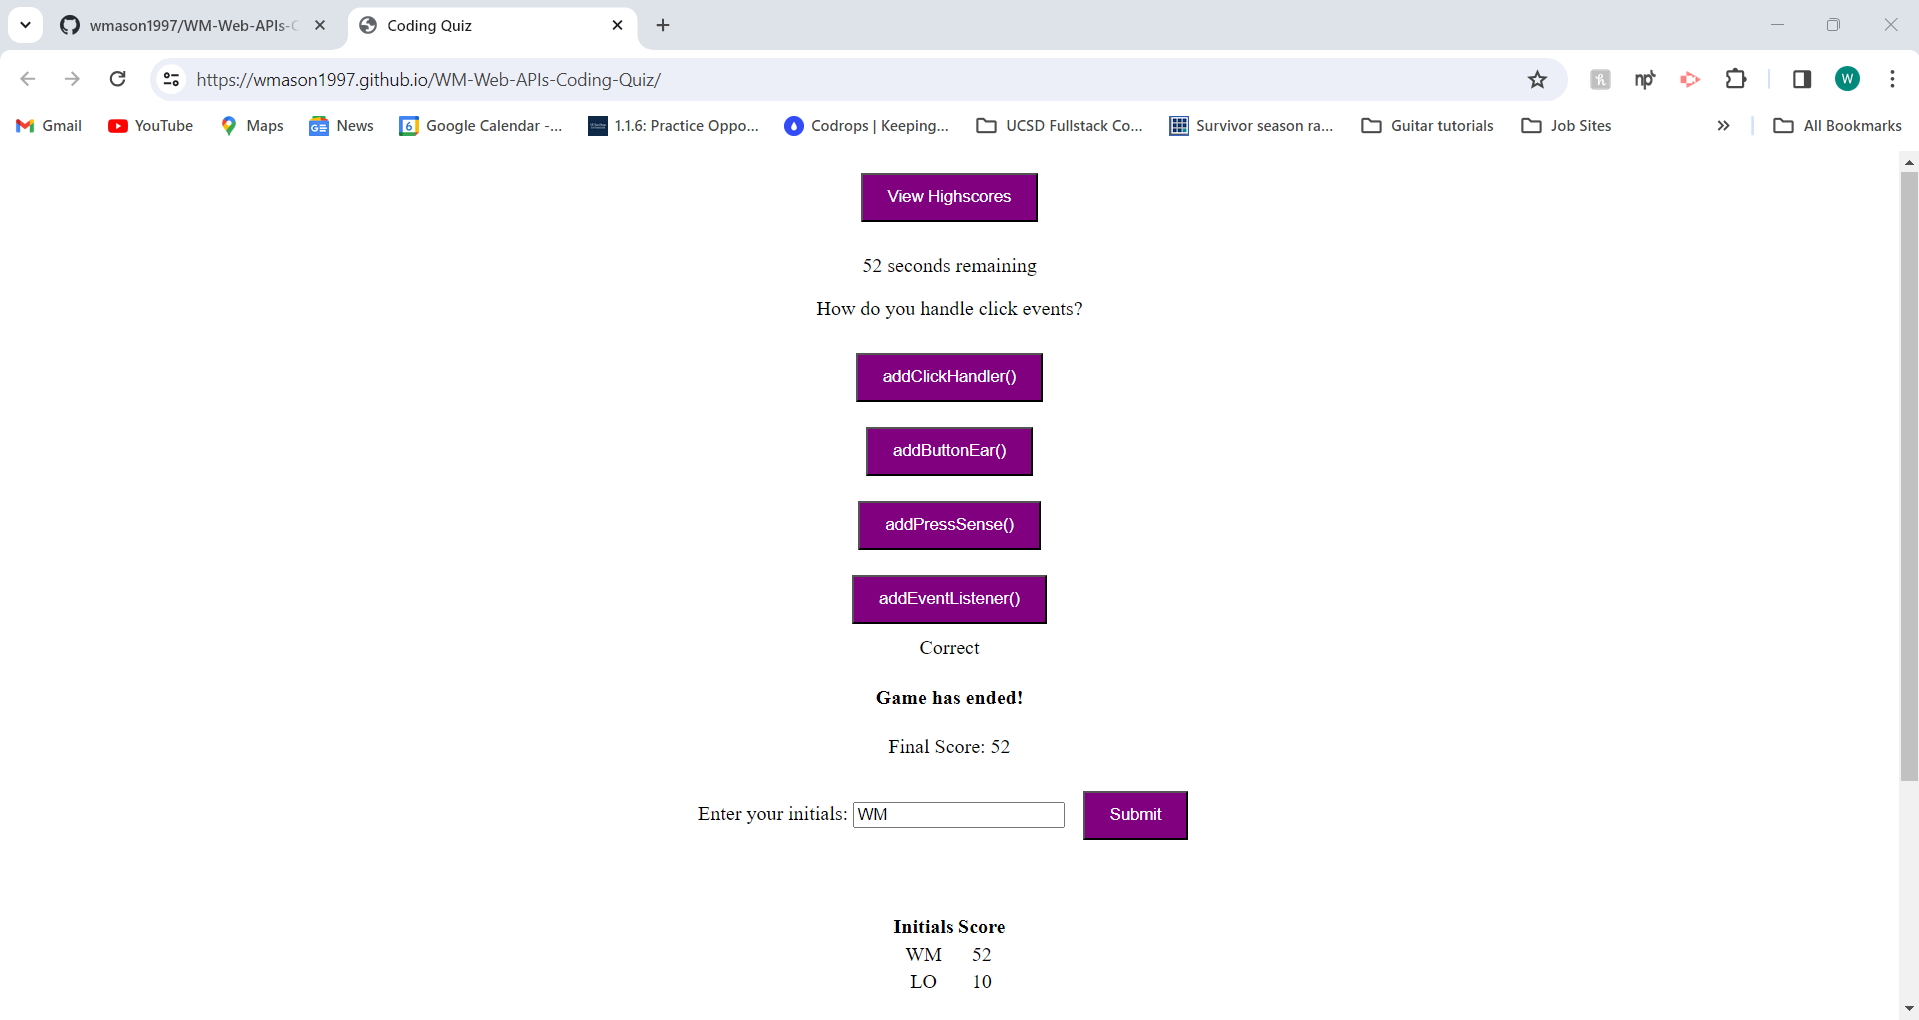 wmason1997/WM-Web-APIs-C
Coding Quiz
https://wmason1997.github.io/WM-Web-APIs-Coding-Quiz/
W
Gmail YouTube Maps News Google Calendar -... 1.1.6: Practice Oppo... Codrops | Keeping... UCSD Fullstack Co... Survivor season ra... Guitar tutorials Job Sites » All Bookmarks
View Highscores
52 seconds remaining
How do you handle click events?
addClickHandler()
addButtonEar()
addPressSense()
addEventListener()
Correct
Game has ended!
Final Score: 52
Enter your initials: WM Submit
Initials Score
WM 52
LO 10